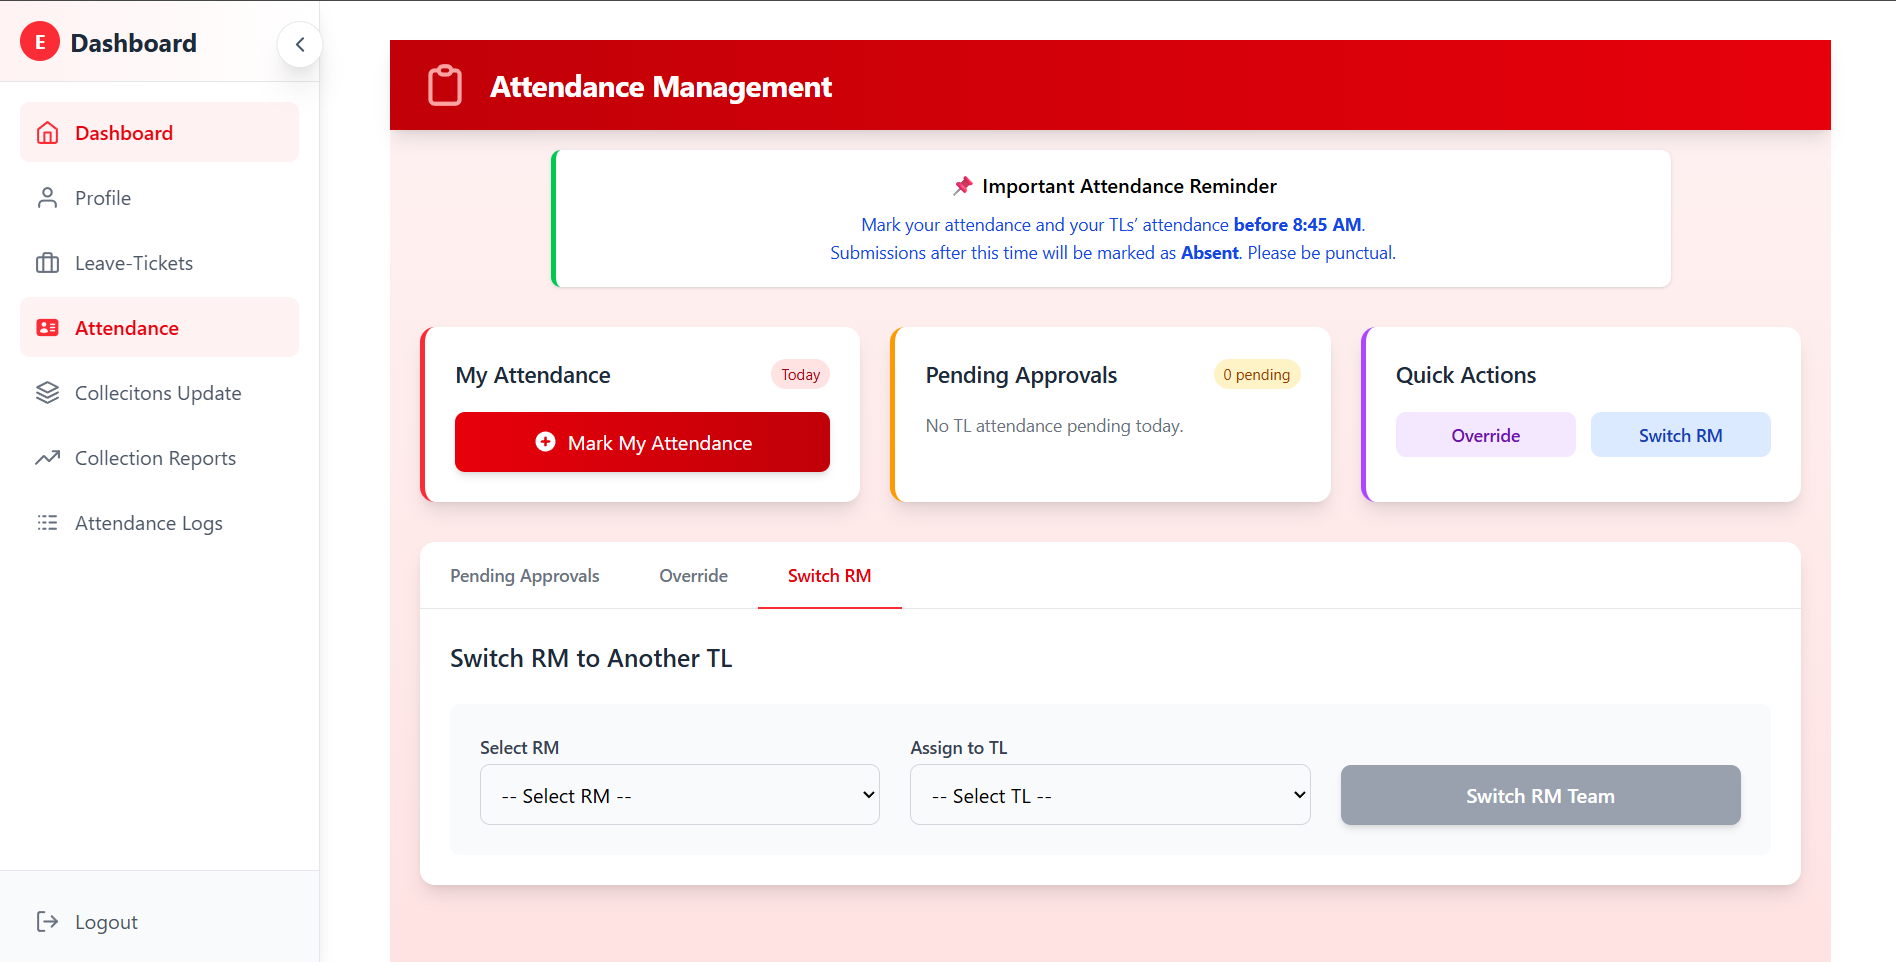 E Dashboard
Dashboard
Profile
Leave-Tickets
Attendance
Collecitons Update
Collection Reports
Attendance Logs
Logout
Attendance Management
Important Attendance Reminder
Mark your attendance and your TLs’ attendance before 8:45 AM.
Submissions after this time will be marked as Absent. Please be punctual.
My Attendance Today
Mark My Attendance
Pending Approvals 0 pending
No TL attendance pending today.
Quick Actions
Override Switch RM
Pending Approvals Override Switch RM
Switch RM to Another TL
Select RM
-- Select RM --
Assign to TL
-- Select TL --
Switch RM Team